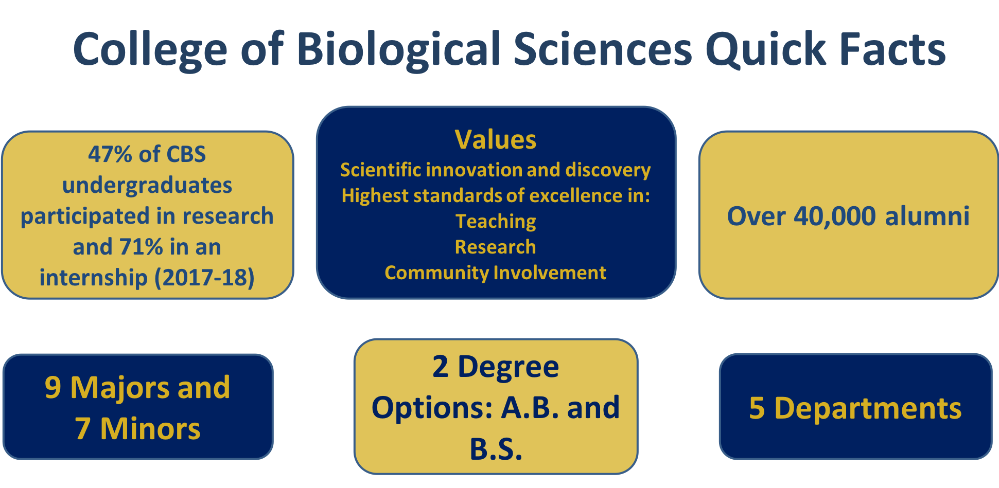 College of Biological Sciences Quick Facts
47% of CBS
undergraduates
participated in research
and 71% in an
internship (2017-18)
Values
Scientific innovation and discovery
Highest standards of excellence in:
Teaching
Research
Community Involvement
Over 40,000 alumni
9 Majors and
7 Minors
2 Degree
Options: A.B. and
B.S.
5 Departments